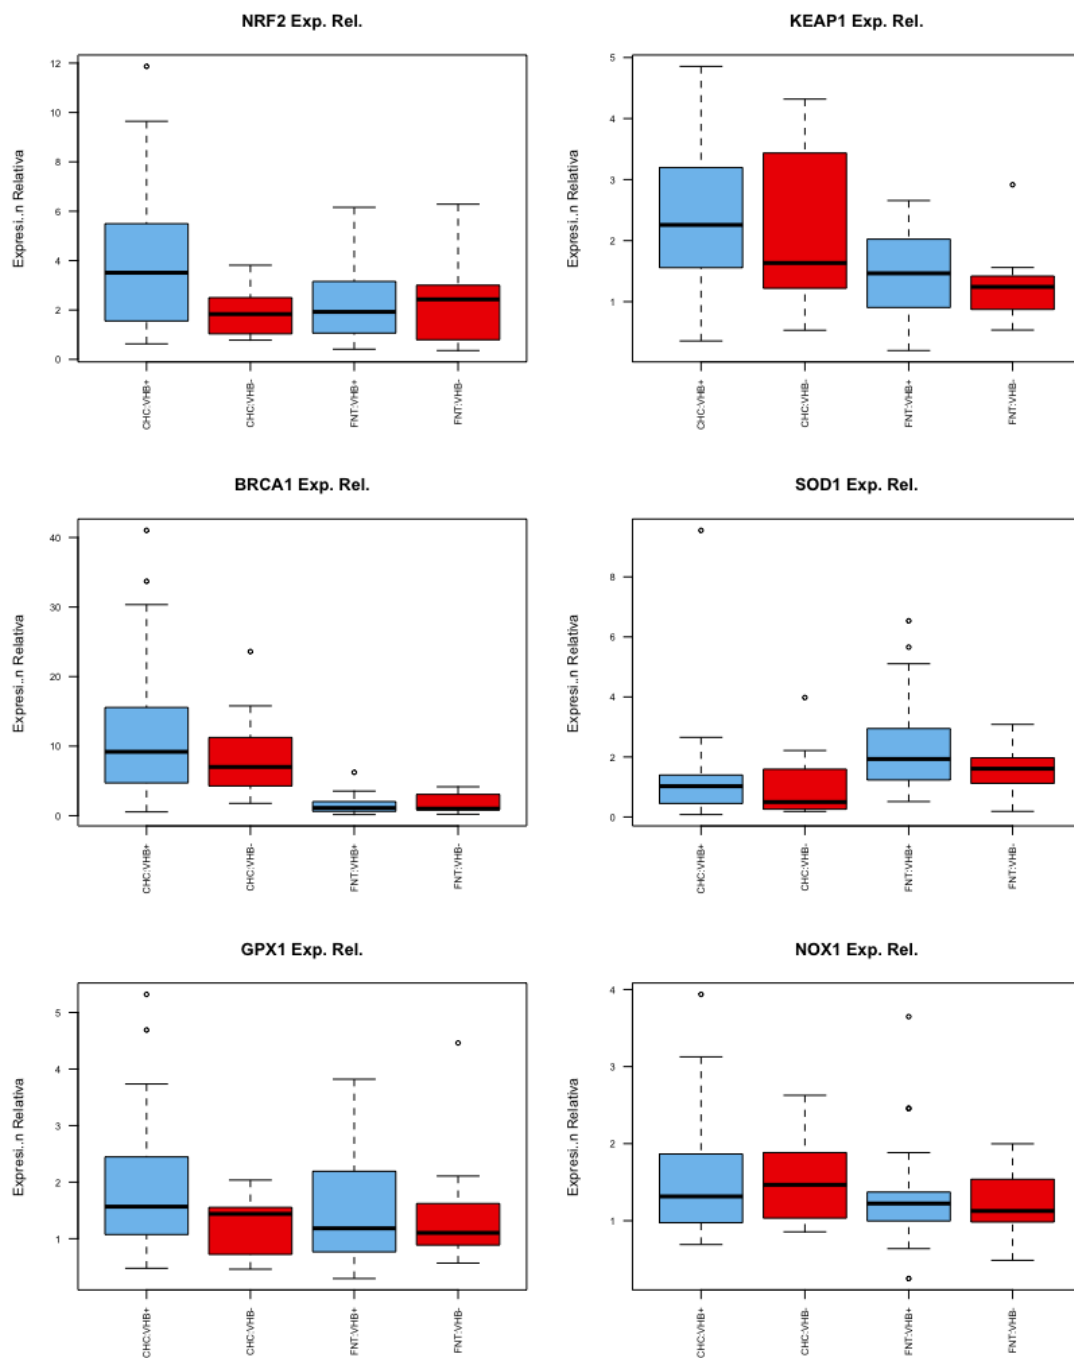 NRF2 Exp. Rel.
Expresi..n Relativa
12
10
8
6
4
2
0
CHC:VHB+
CHC:VHB-
FNT:VHB+
FNT:VHB-
KEAP1 Exp. Rel.
Expresi..n Relativa
5
4
3
2
1
CHC:VHB+
CHC:VHB-
FNT:VHB+
FNT:VHB-
BRCA1 Exp. Rel.
Expresi..n Relativa
40
30
20
10
0
CHC:VHB+
CHC:VHB-
FNT:VHB+
FNT:VHB-
SOD1 Exp. Rel.
Expresi..n Relativa
8
6
4
2
0
CHC:VHB+
CHC:VHB-
FNT:VHB+
FNT:VHB-
GPX1 Exp. Rel.
Expresi..n Relativa
5
4
3
2
1
CHC:VHB+
CHC:VHB-
FNT:VHB+
FNT:VHB-
NOX1 Exp. Rel.
Expresi..n Relativa
4
3
2
1
CHC:VHB+
CHC:VHB-
FNT:VHB+
FNT:VHB-